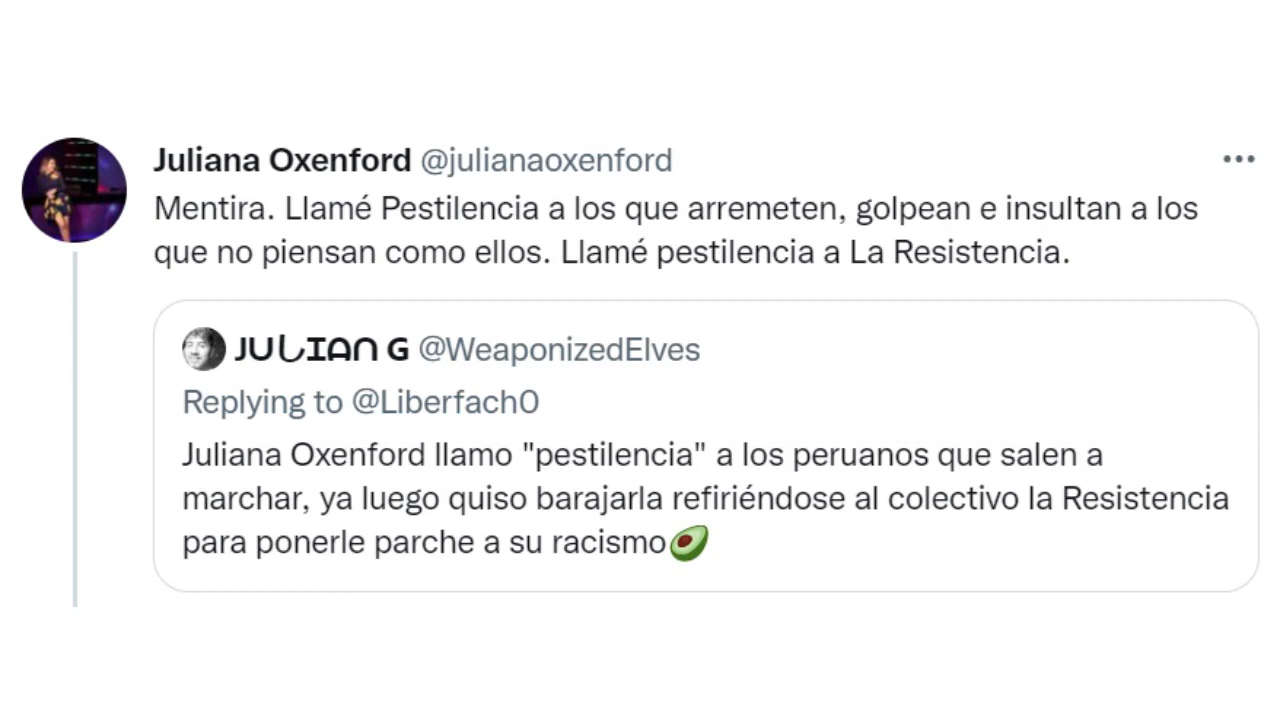 Juliana Oxenford @julianaoxenford
Mentira. Llamé Pestilencia a los que arremeten, golpean e insultan a los
que no piensan como ellos. Llamé pestilencia a La Resistencia.
ᒍᑌᒐIᗩᑎ G @WeaponizedElves
Replying to @Liberfach0
Juliana Oxenford llamo "pestilencia" a los peruanos que salen a
marchar, ya luego quiso barajarla refiriéndose al colectivo la Resistencia
para ponerle parche a su racismo🥑